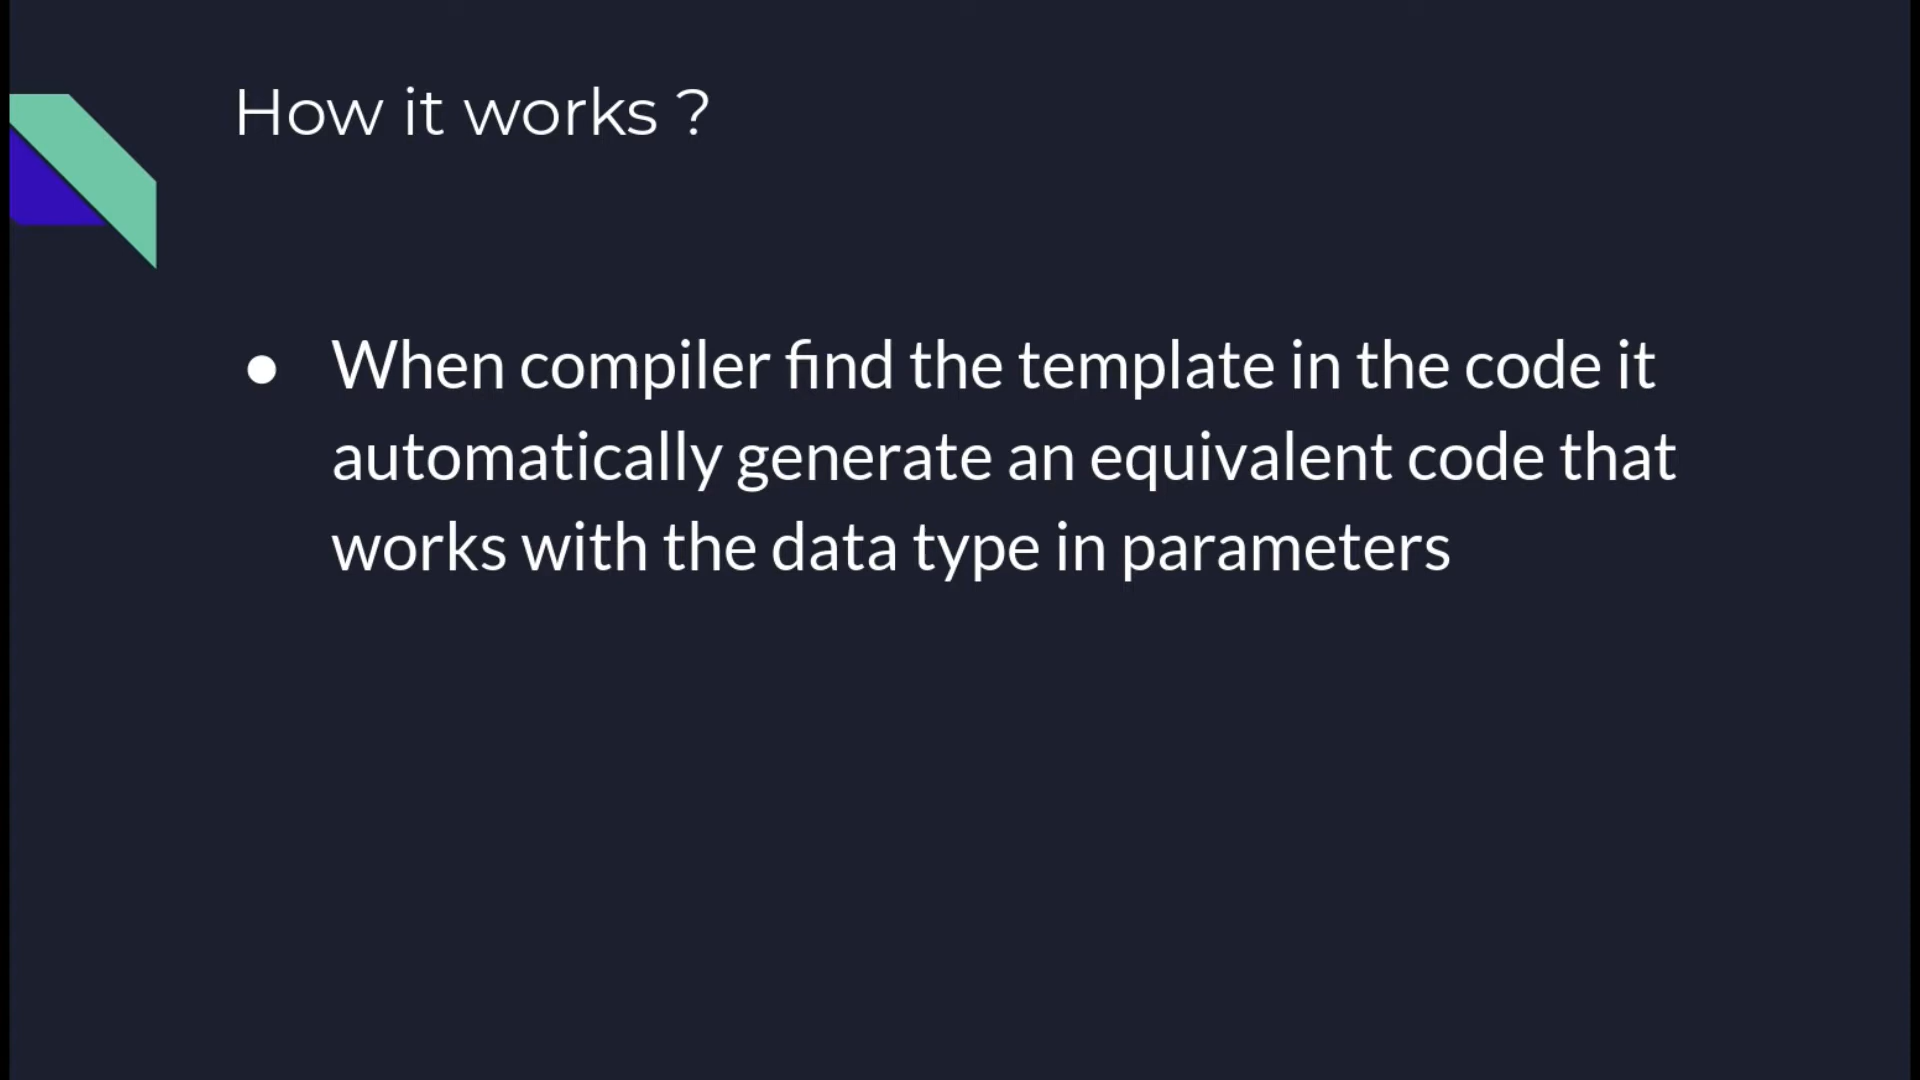 How it works ?
● When compiler find the template in the code it
automatically generate an equivalent code that
works with the data type in parameters